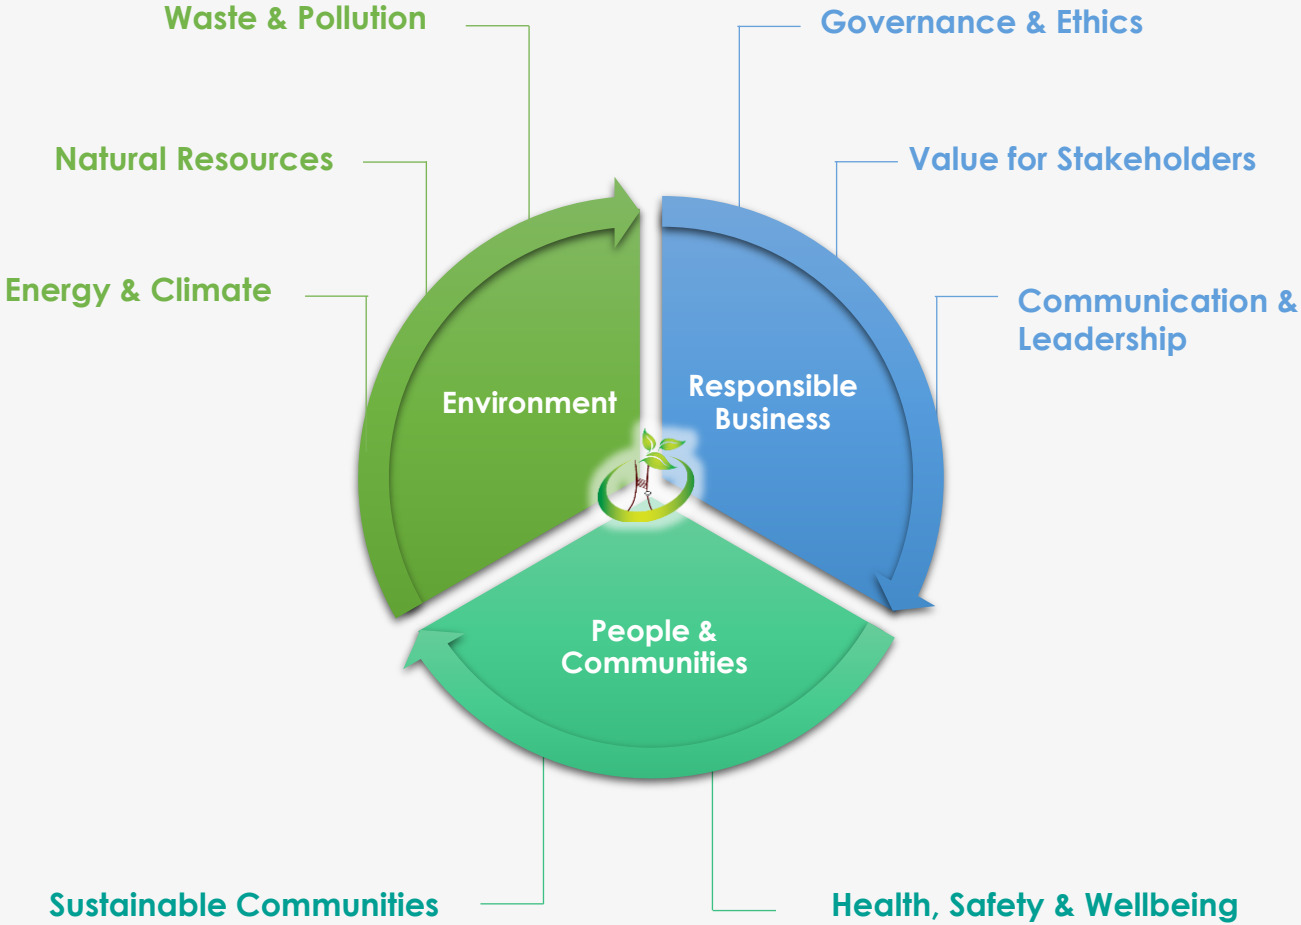 Waste & Pollution
Governance & Ethics
Natural Resources
Value for Stakeholders
Energy & Climate
Communication &
Leadership
Environment
Responsible
Business
People &
Communities
Sustainable Communities
Health, Safety & Wellbeing